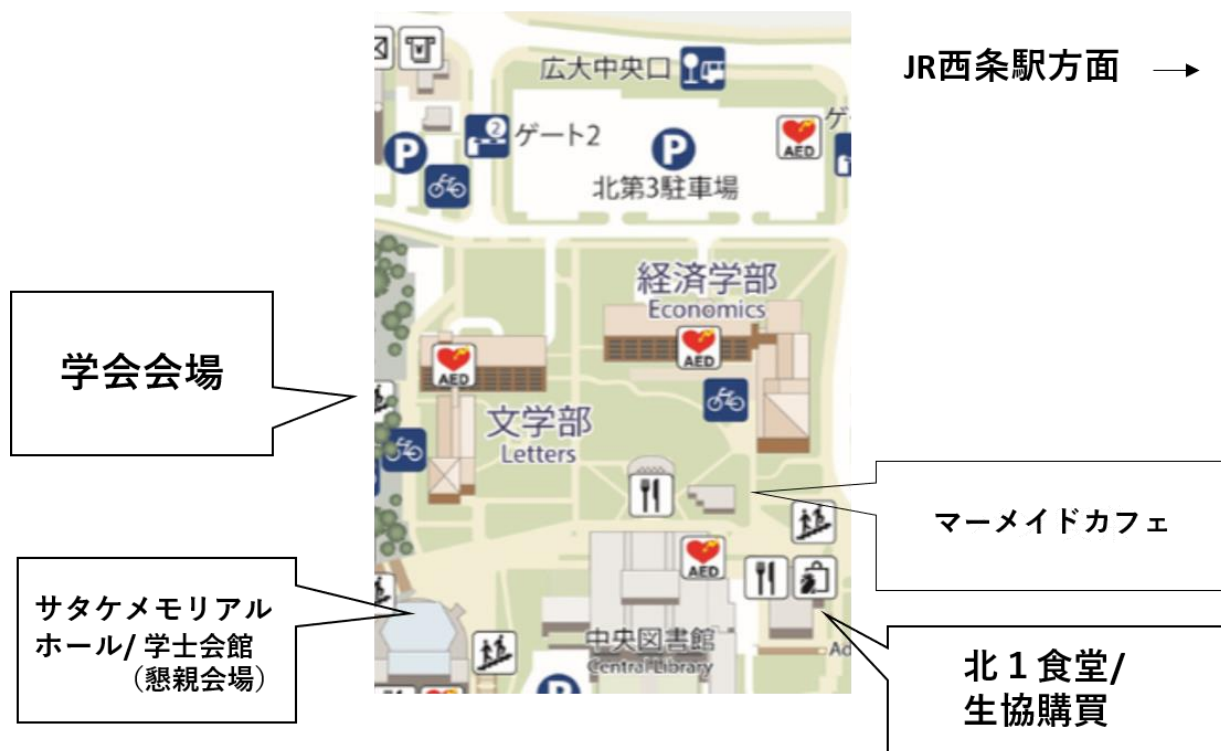 広大中央口
JR西条駅方面 →
② ゲート2
P
P
AED
ゲ
北第3駐車場
経済学部
Economics
AED
AED
学会会場
文学部
Letters
マーメイドカフェ
AED
サタケメモリアル
ホール/ 学士会館
（懇親会場）
中央図書館
Central Library
Ad
P
北１食堂/
生協購買